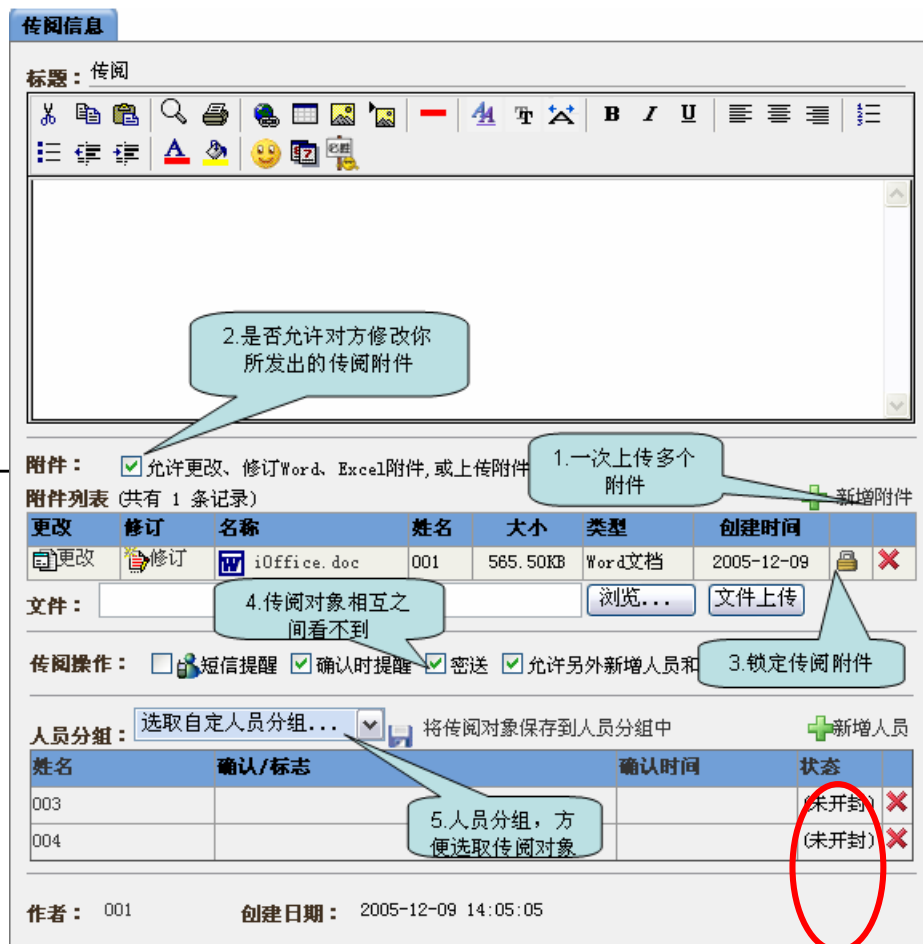 传阅信息
标题：传阅
2.是否允许对方修改你
所发出的传阅附件
附件： 允许更改、修订Word、Excel附件,或上传附件
1.一次上传多个
附件
附件列表 (共有 1 条记录) 新增附件
更改 修订 名称 姓名 大小 类型 创建时间
更改 修订 iOffice.doc 001 565.50KB Word文档 2005-12-09
文件： 浏览... 文件上传
4.传阅对象相互之
间看不到
传阅操作： 短信提醒 确认时提醒 密送 允许另外新增人员和
3.锁定传阅附件
人员分组： 选取自定人员分组... 将传阅对象保存到人员分组中 新增人员
姓名 确认/标志 确认时间 状态
003 (未开封)
004 (未开封)
5.人员分组，方
便选取传阅对象
作者： 001 创建日期： 2005-12-09 14:05:05